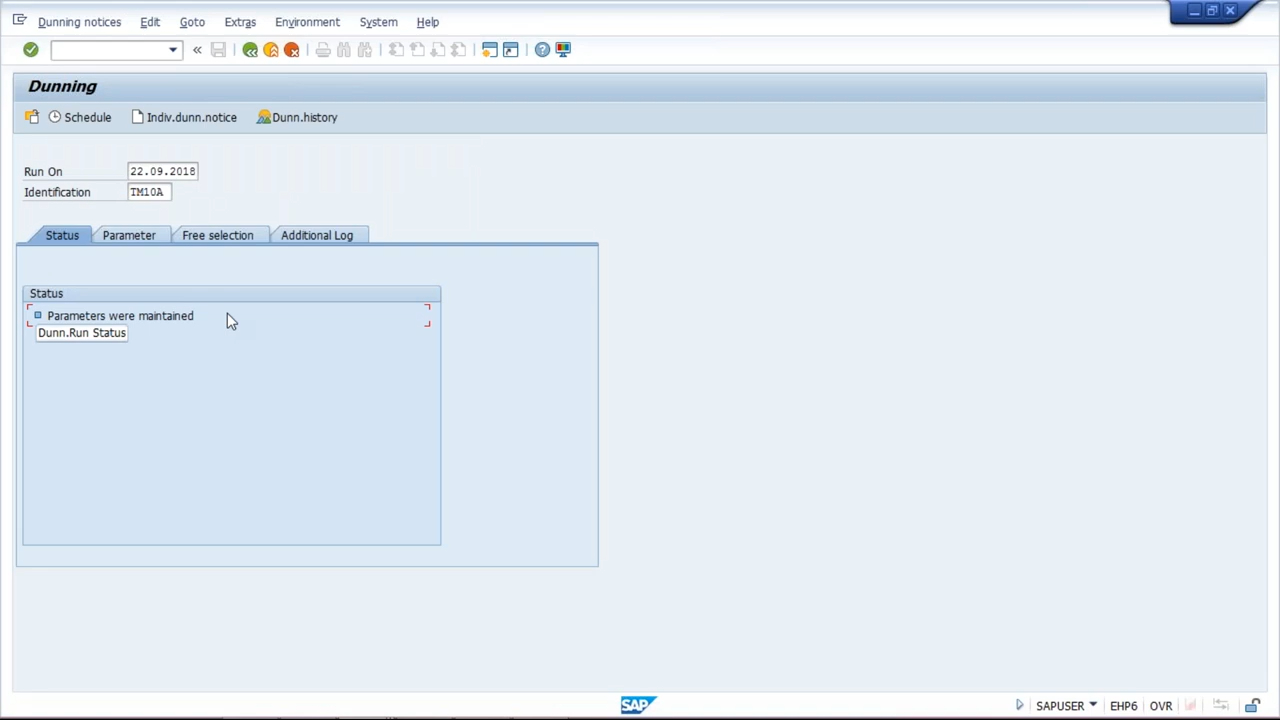 Dunning notices Edit Goto Extras Environment System Help
Dunning
Schedule Indiv.dunn.notice Dunn.history
Run On 22.09.2018
Identification TM10A
Status Parameter Free selection Additional Log
Status
Parameters were maintained
Dunn.Run Status
SAP SAPUSER EHP6 OVR